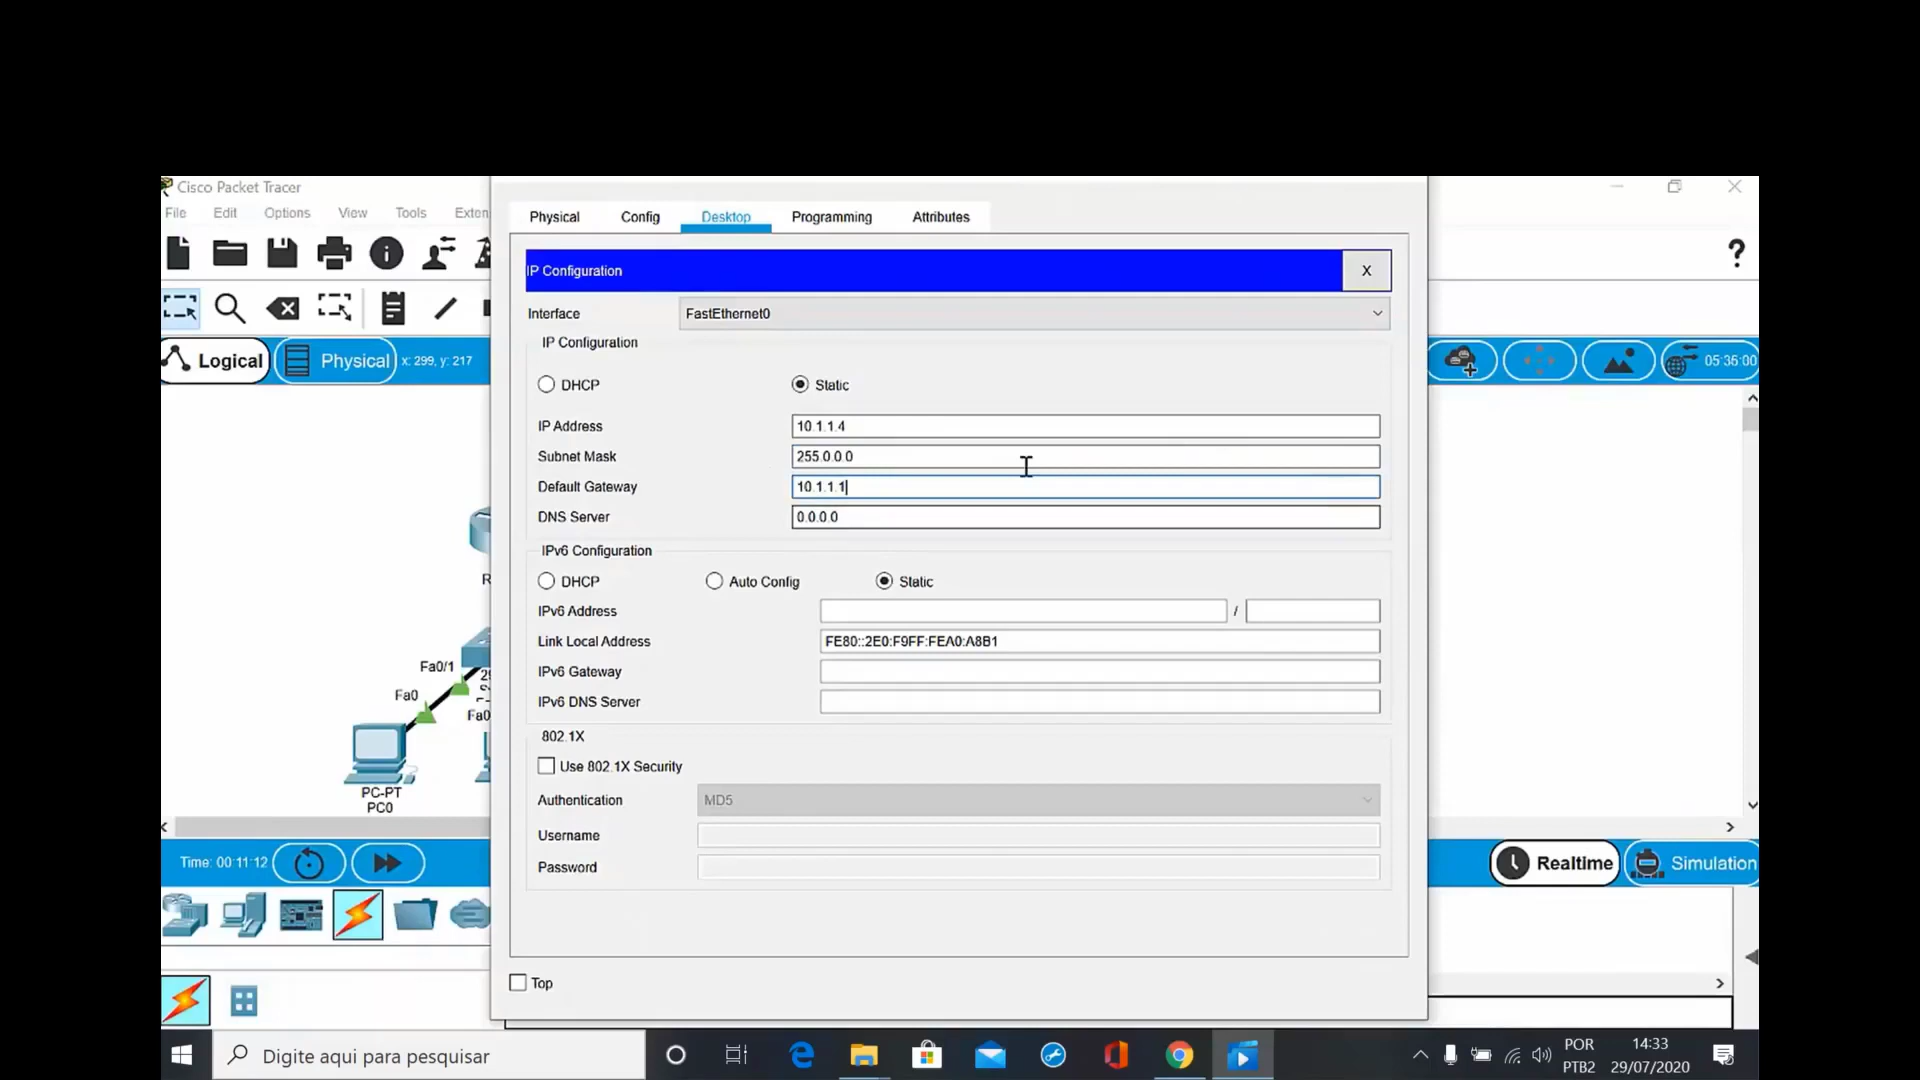 Cisco Packet Tracer
File Edit Options View Tools Exten
Physical Config Desktop Programming Attributes
IP Configuration X
Interface FastEthernet0
IP Configuration
DHCP Static
IP Address 10.1.1.4
Subnet Mask 255.0.0.0
Default Gateway 10.1.1.1
DNS Server 0.0.0.0
IPv6 Configuration
DHCP Auto Config Static
IPv6 Address /
Link Local Address FE80::2E0:F9FF:FEA0:A8B1
IPv6 Gateway
IPv6 DNS Server
802.1X
Use 802.1X Security
Authentication MD5
Username
Password
Top
Logical Physical x: 299, y: 217
05:36:00
?
R
Fa0/1
29
Fa0
Fa0
PC-PT
PC0
Time: 00:11:12
Realtime Simulation
Digite aqui para pesquisar
POR
PTB2
14:33
29/07/2020